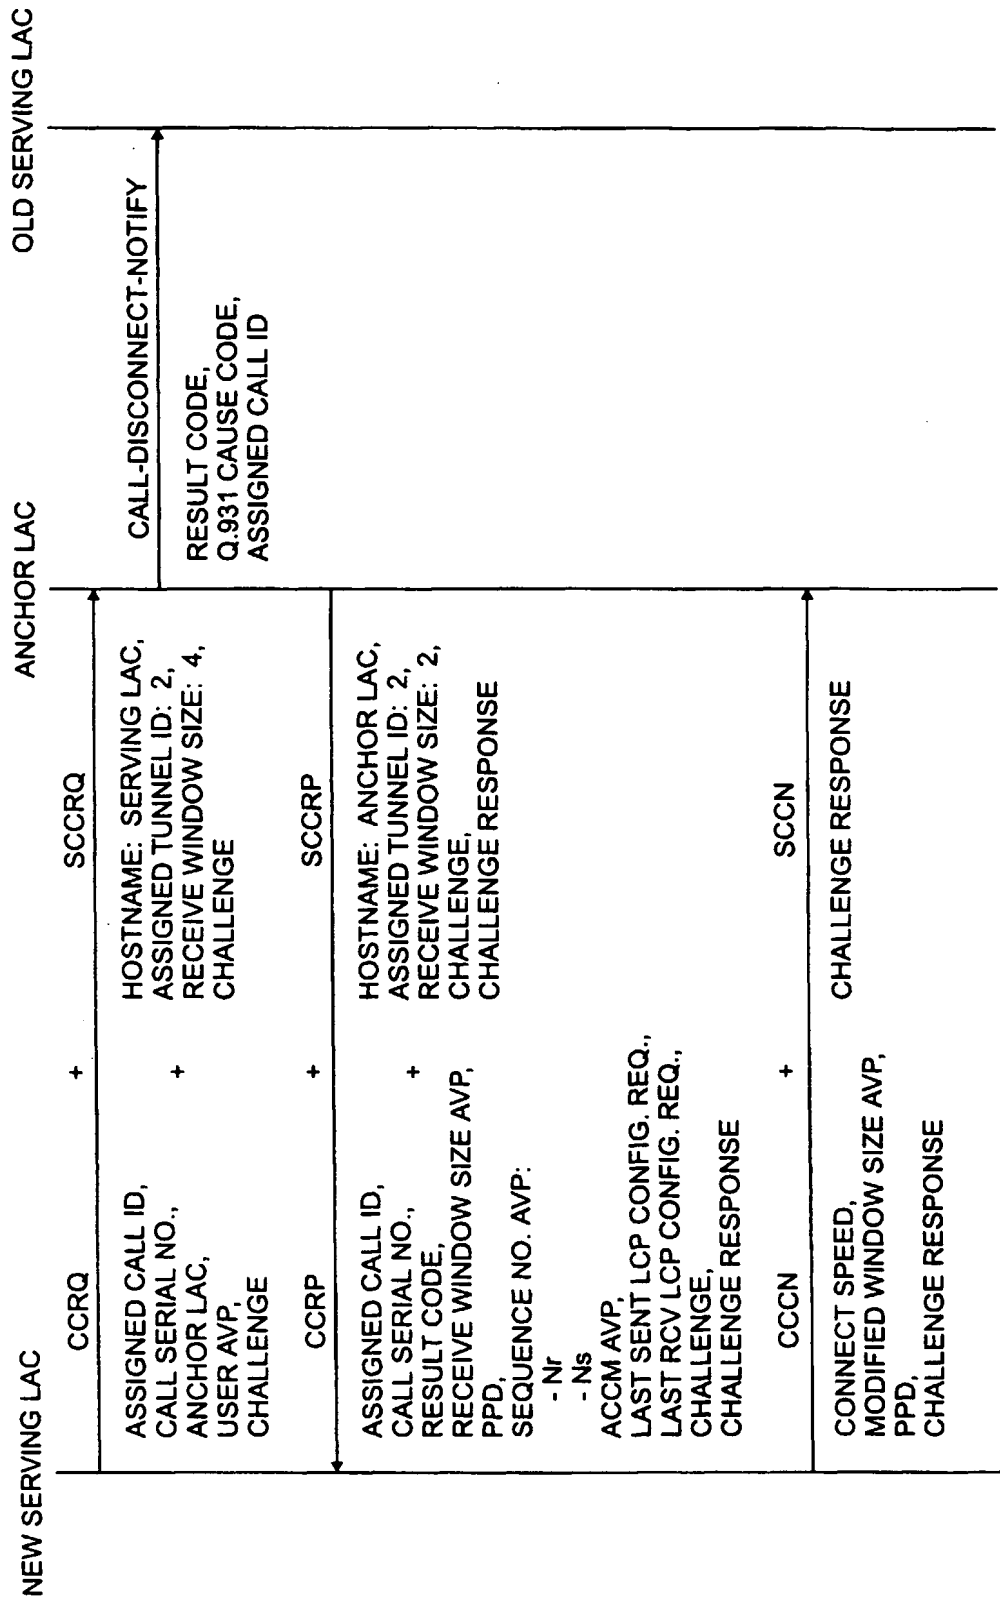 NEW SERVING LAC
ANCHOR LAC
OLD SERVING LAC
CCRQ + SCCRQ
ASSIGNED CALL ID,
CALL SERIAL NO.,
ANCHOR LAC,
USER AVP,
CHALLENGE
+
HOSTNAME: SERVING LAC,
ASSIGNED TUNNEL ID: 2,
RECEIVE WINDOW SIZE: 4,
CHALLENGE
CALL-DISCONNECT-NOTIFY
RESULT CODE,
Q.931 CAUSE CODE,
ASSIGNED CALL ID
CCRP + SCCRP
ASSIGNED CALL ID,
CALL SERIAL NO.,
RESULT CODE,
RECEIVE WINDOW SIZE AVP,
PPD,
SEQUENCE NO. AVP:
- Nr
- Ns
ACCM AVP,
LAST SENT LCP CONFIG. REQ.,
LAST RCV LCP CONFIG. REQ.,
CHALLENGE,
CHALLENGE RESPONSE
+
HOSTNAME: ANCHOR LAC,
ASSIGNED TUNNEL ID: 2,
RECEIVE WINDOW SIZE: 2,
CHALLENGE,
CHALLENGE RESPONSE
CCCN + SCCN
CONNECT SPEED,
MODIFIED WINDOW SIZE AVP,
PPD,
CHALLENGE RESPONSE
CHALLENGE RESPONSE